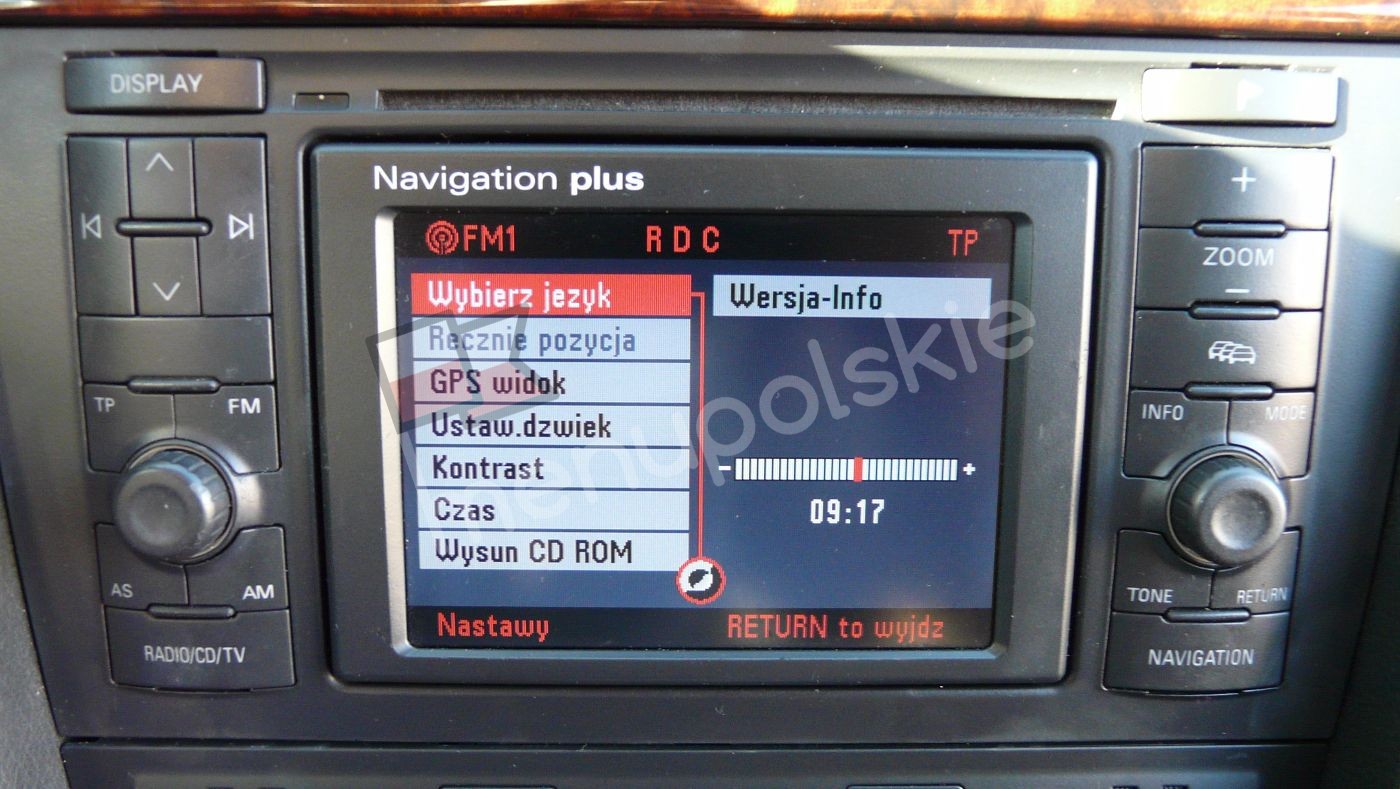 DISPLAY
Navigation plus
FM1 R D C TP
Wybierz jezyk
Wersja-Info
Recznie pozycja
GPS widok
Ustaw.dzwiek
Kontrast
- +
Czas
09:17
Wysun CD ROM
Nastawy
RETURN to wyjdz
TP FM
AS AM
RADIO/CD/TV
+
ZOOM
−
INFO MODE
TONE RETURN
NAVIGATION
menupolskie